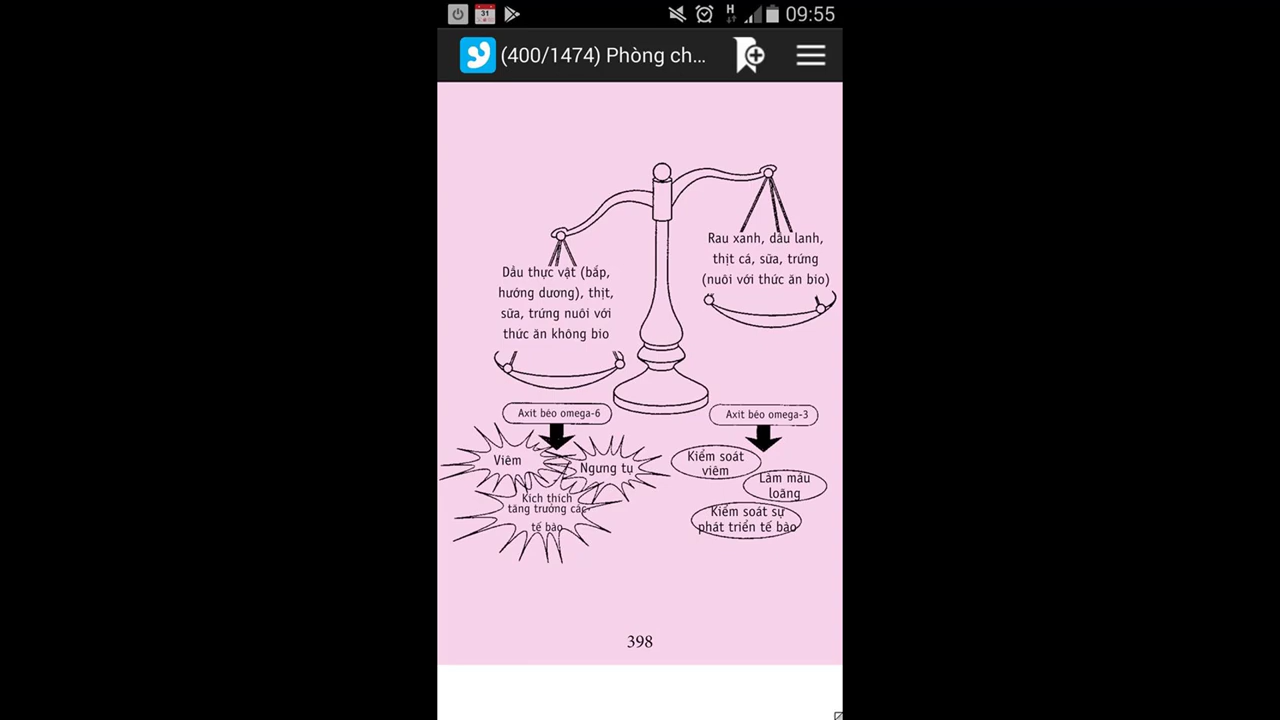 31
H
09:55
(400/1474) Phòng ch...
Rau xanh, dầu lanh,
thịt cá, sữa, trứng
(nuôi với thức ăn bio)
Dầu thực vật (bắp,
hướng dương), thịt,
sữa, trứng nuôi với
thức ăn không bio
Axit béo omega-6
Axit béo omega-3
Viêm
Ngưng tụ
Kích thích
tăng trưởng các
tế bào
Kiểm soát
viêm
Làm máu
loãng
Kiểm soát sự
phát triển tế bào
398